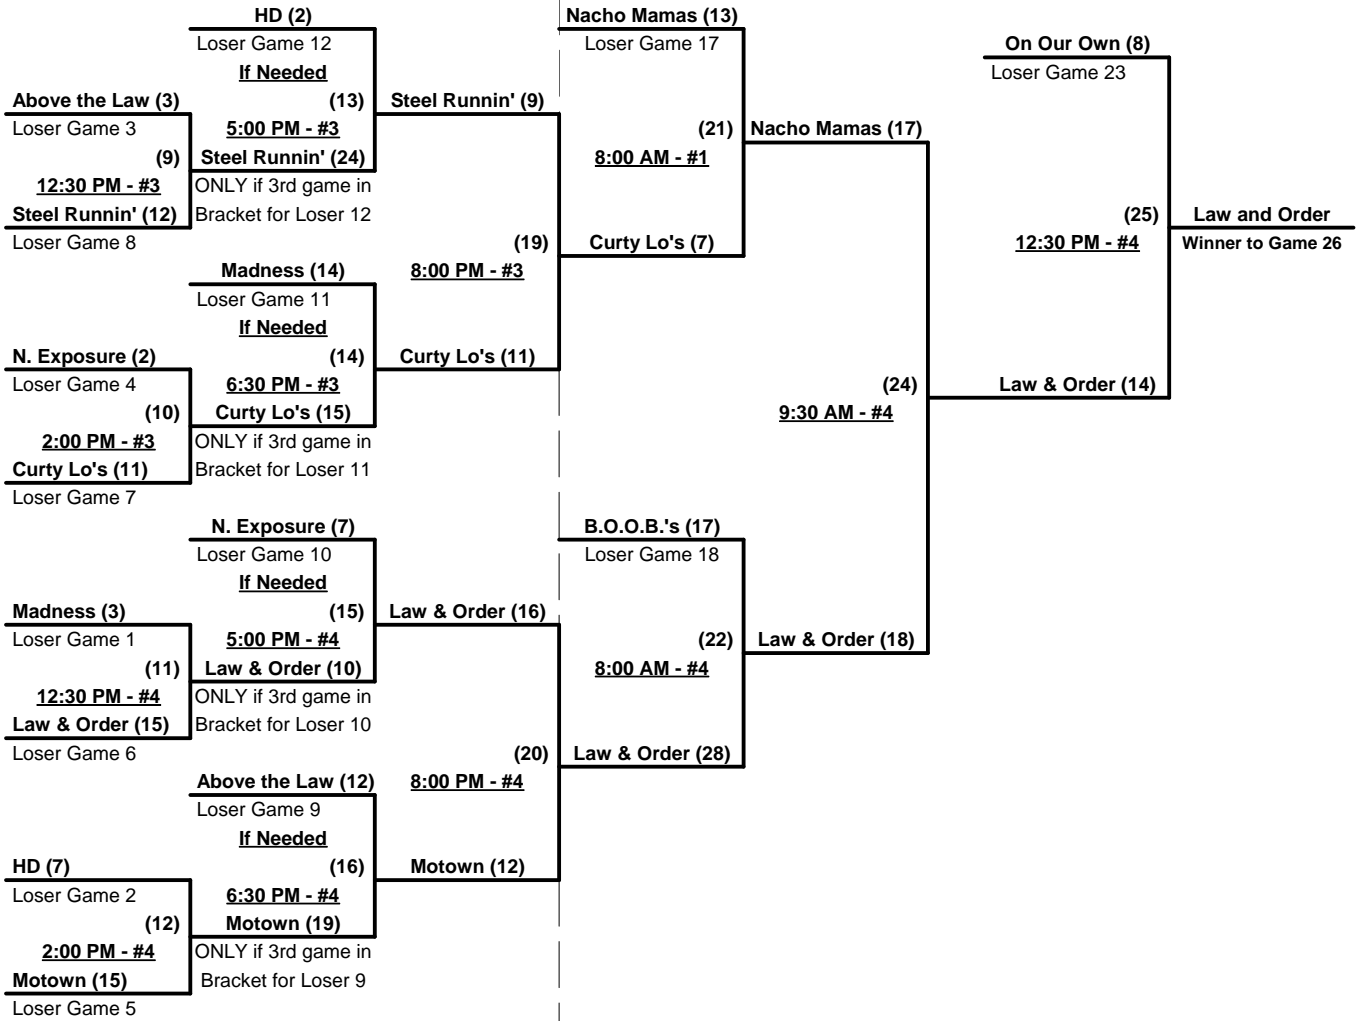 HD (2)
Loser Game 12
If Needed
Above the Law (3)
(13)
Loser Game 3
5:00 PM - #3
(9)
Steel Runnin' (24)
12:30 PM - #3
ONLY if 3rd game in
Steel Runnin' (12)
Bracket for Loser 12
Loser Game 8
Steel Runnin' (9)
(19)
8:00 PM - #3
Madness (14)
Loser Game 11
If Needed
N. Exposure (2)
(14)
Loser Game 4
6:30 PM - #3
(10)
Curty Lo's (15)
2:00 PM - #3
ONLY if 3rd game in
Curty Lo's (11)
Bracket for Loser 11
Loser Game 7
Curty Lo's (11)
N. Exposure (7)
Loser Game 10
If Needed
Madness (3)
(15)
Loser Game 1
5:00 PM - #4
(11)
Law & Order (10)
12:30 PM - #4
ONLY if 3rd game in
Law & Order (15)
Bracket for Loser 10
Loser Game 6
Law & Order (16)
(20)
8:00 PM - #4
Above the Law (12)
Loser Game 9
If Needed
HD (7)
(16)
Loser Game 2
6:30 PM - #4
(12)
Motown (19)
2:00 PM - #4
ONLY if 3rd game in
Motown (15)
Bracket for Loser 9
Loser Game 5
Motown (12)
Nacho Mamas (13)
Loser Game 17
(21)
8:00 AM - #1
Curty Lo's (7)
Nacho Mamas (17)
(24)
9:30 AM - #4
B.O.O.B.'s (17)
Loser Game 18
(22)
8:00 AM - #4
Law & Order (28)
Law & Order (18)
On Our Own (8)
Loser Game 23
(25)
12:30 PM - #4
Law & Order (14)
Law and Order
Winner to Game 26